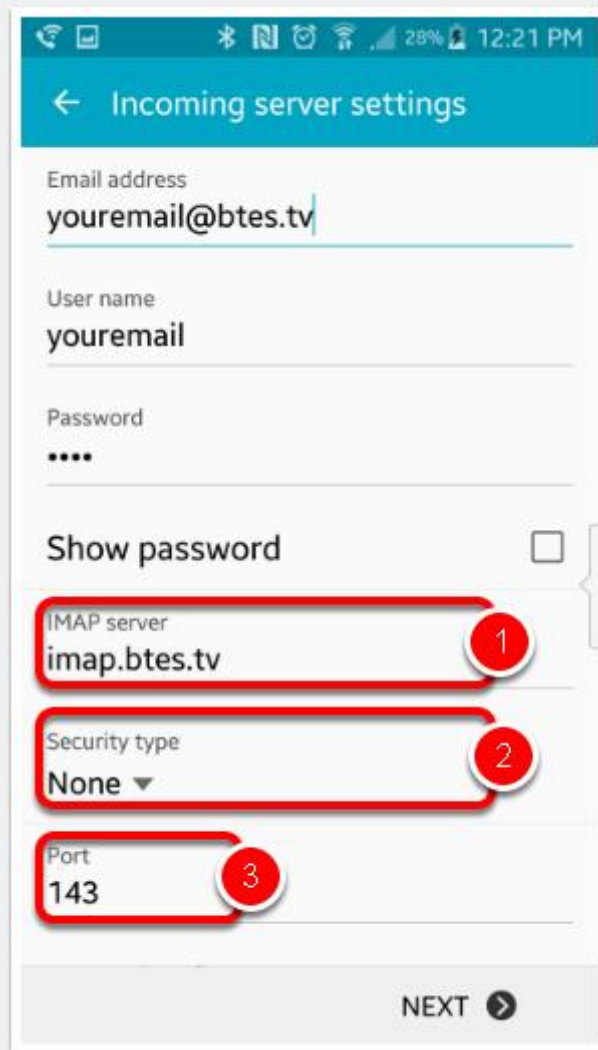 28% 12:21 PM
Incoming server settings
Email address
youremail@btes.tv
User name
youremail
Password
••••
Show password
IMAP server
imap.btes.tv
1
Security type
None
2
Port
143
3
NEXT